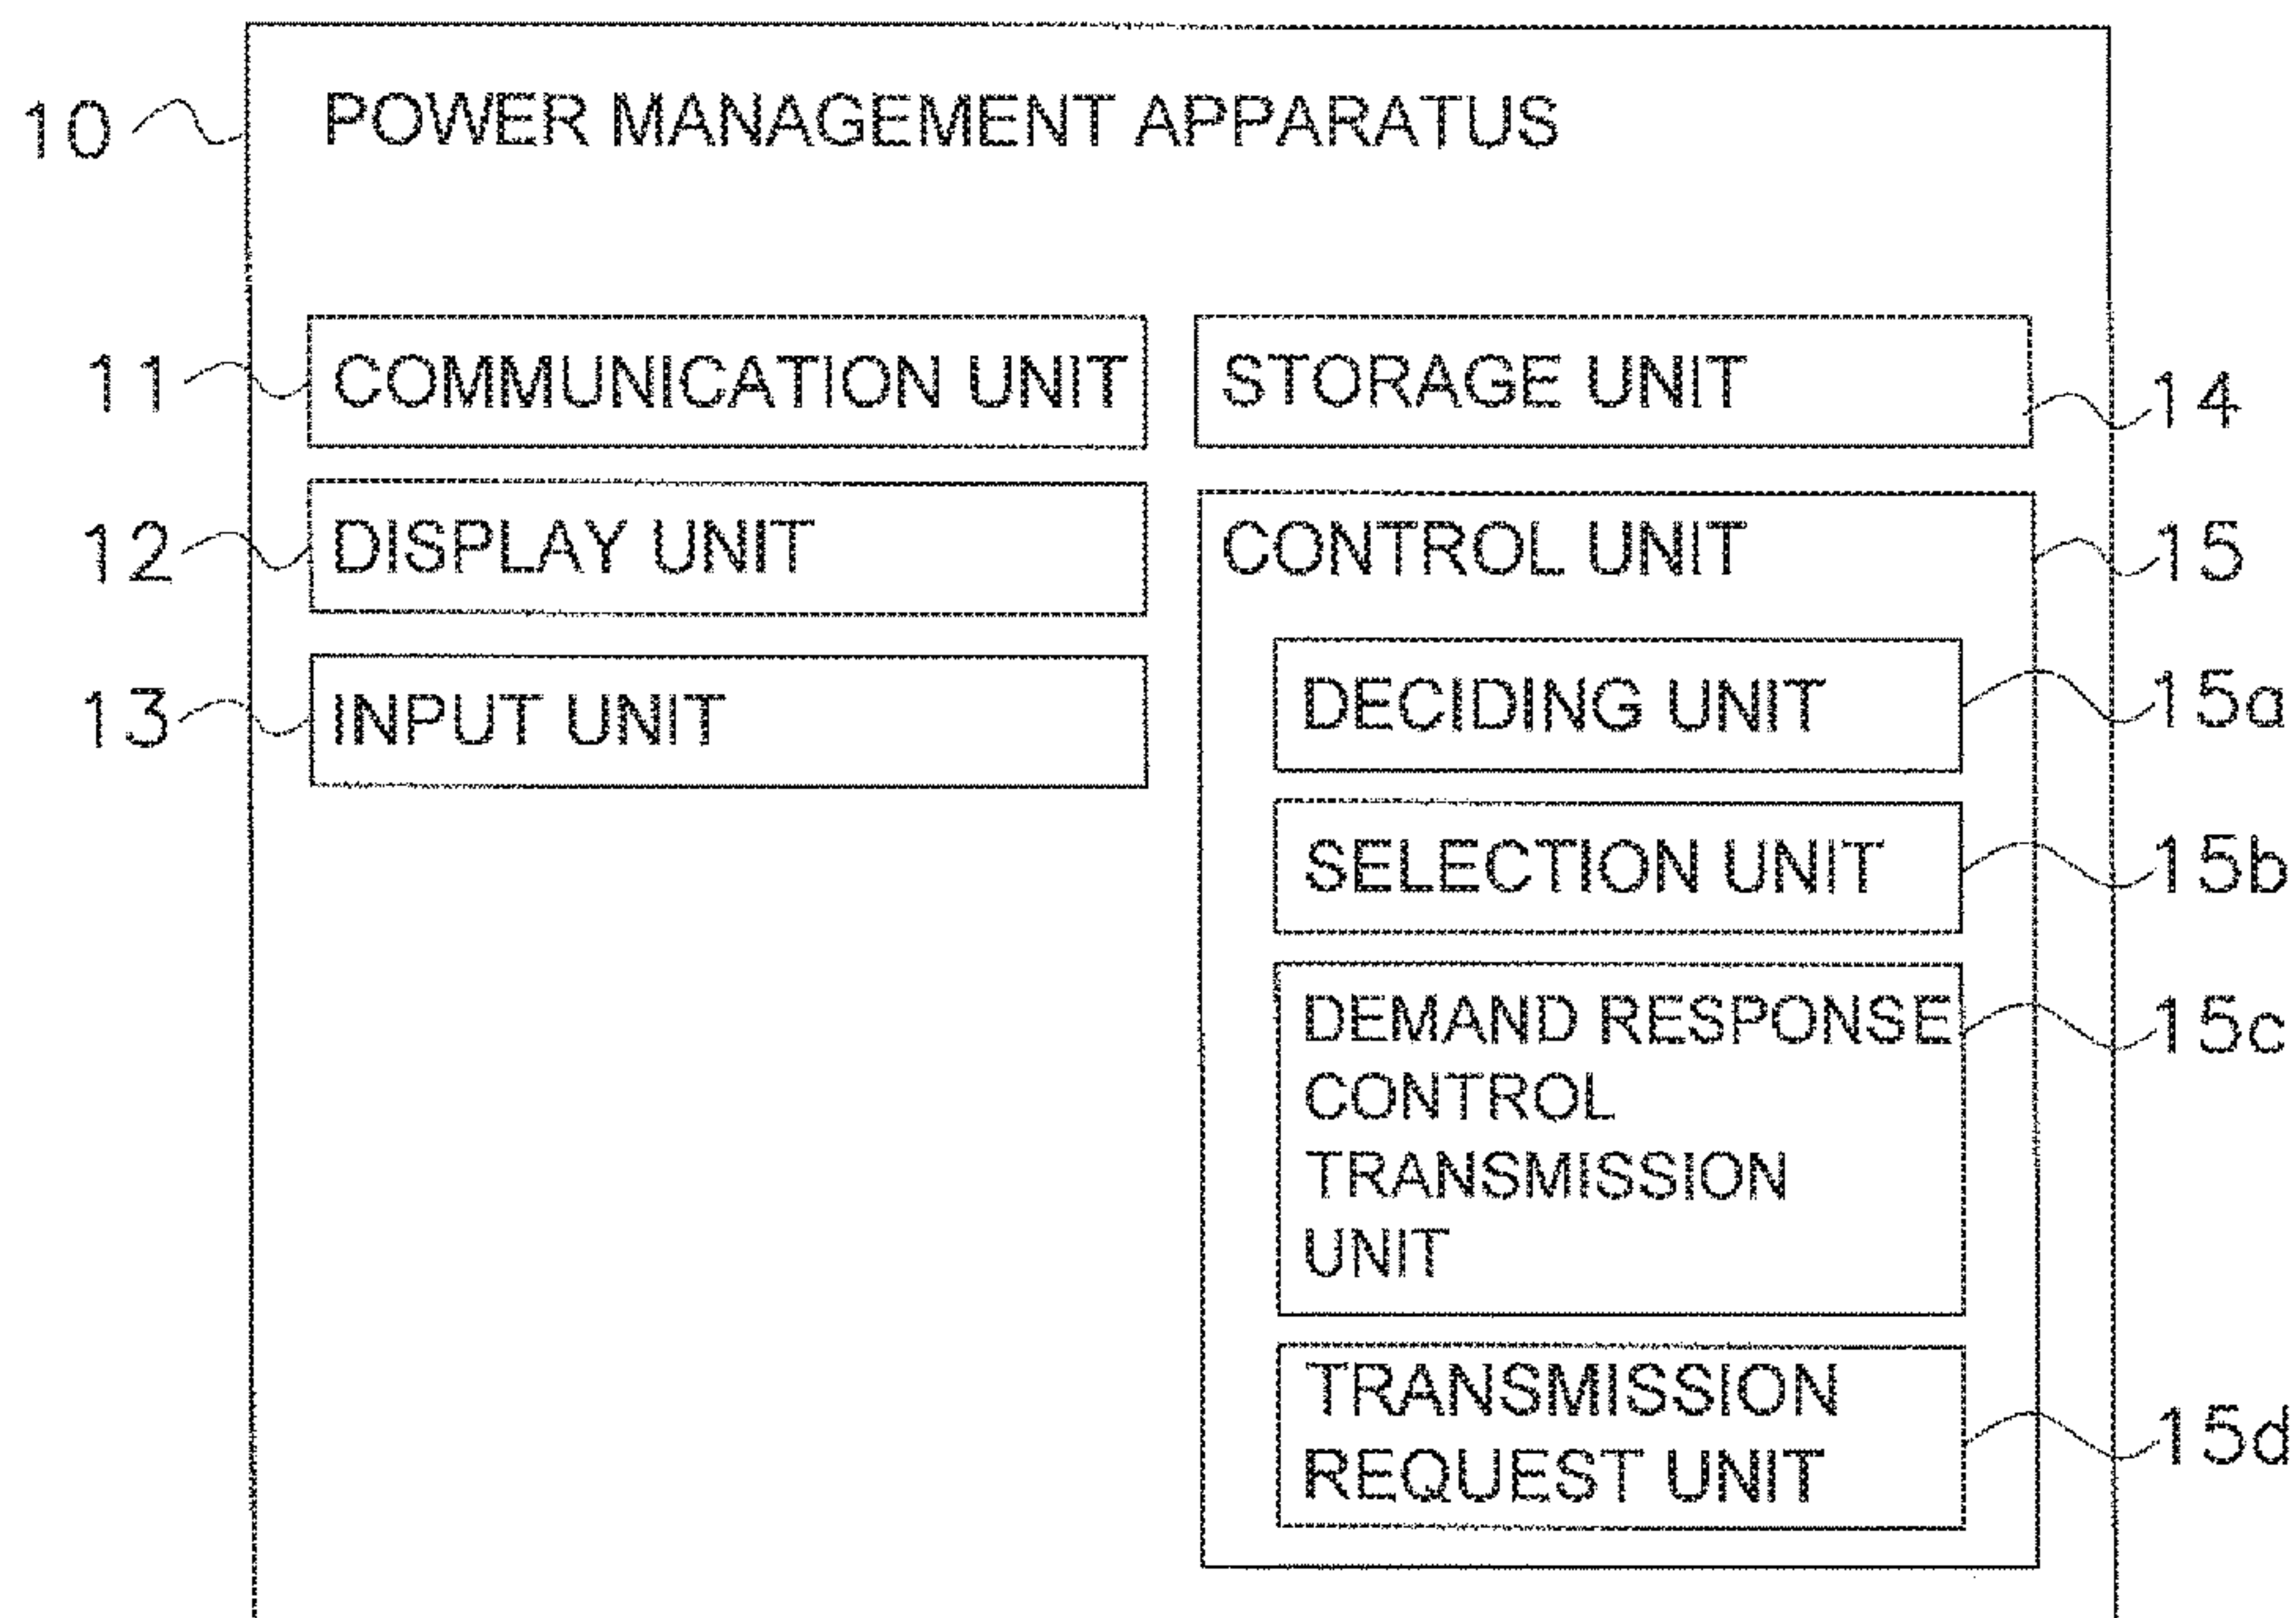 10 POWER MANAGEMENT APPARATUS
11 COMMUNICATION UNIT
STORAGE UNIT 14
12 DISPLAY UNIT
CONTROL UNIT 15
13 INPUT UNIT
DECIDING UNIT 15a
SELECTION UNIT 15b
DEMAND RESPONSE 15c
CONTROL
TRANSMISSION
UNIT
TRANSMISSION
REQUEST UNIT 15d